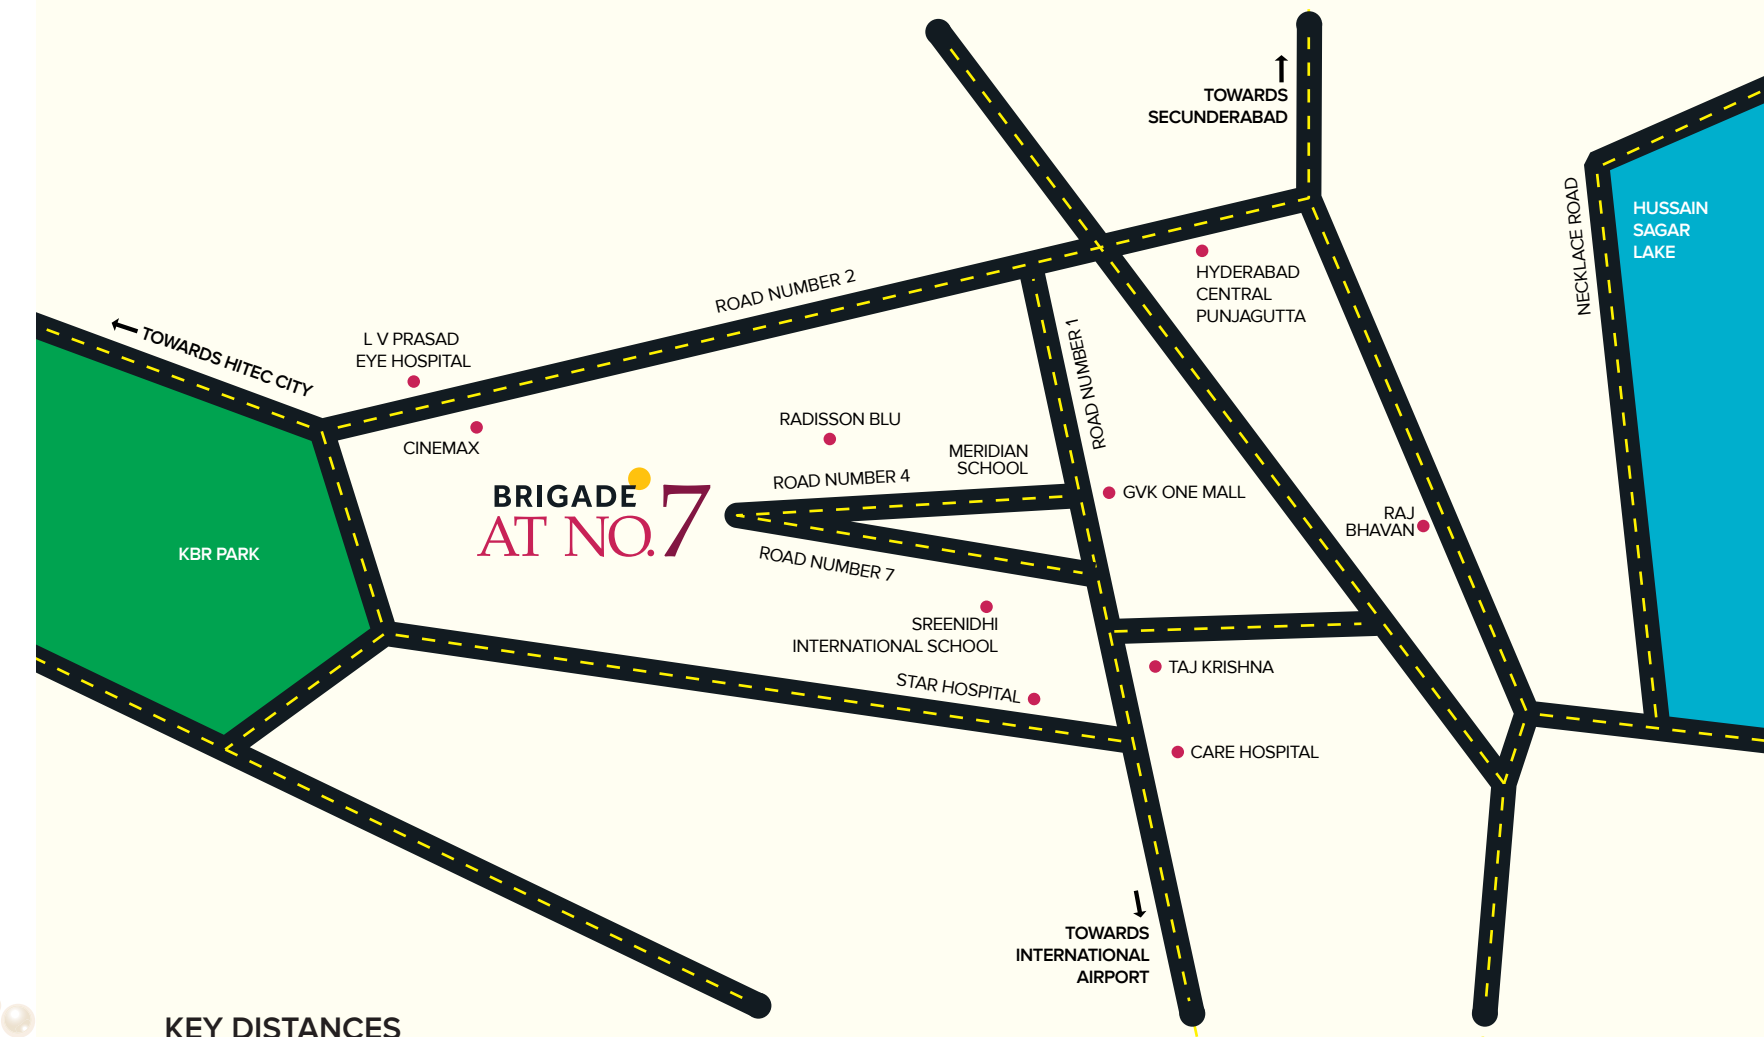 TOWARDS
SECUNDERABAD
NECKLACE ROAD
HUSSAIN
SAGAR
LAKE
HYDERABAD
CENTRAL
PUNJAGUTTA
ROAD NUMBER 2
TOWARDS HITEC CITY
L V PRASAD
EYE HOSPITAL
CINEMAX
ROAD NUMBER 1
RADISSON BLU
MERIDIAN
SCHOOL
ROAD NUMBER 4
GVK ONE MALL
BRIGADE
AT NO.7
RAJ
BHAVAN
KBR PARK
ROAD NUMBER 7
SREENIDHI
INTERNATIONAL SCHOOL
TAJ KRISHNA
STAR HOSPITAL
CARE HOSPITAL
TOWARDS
INTERNATIONAL
AIRPORT
KEY DISTANCES